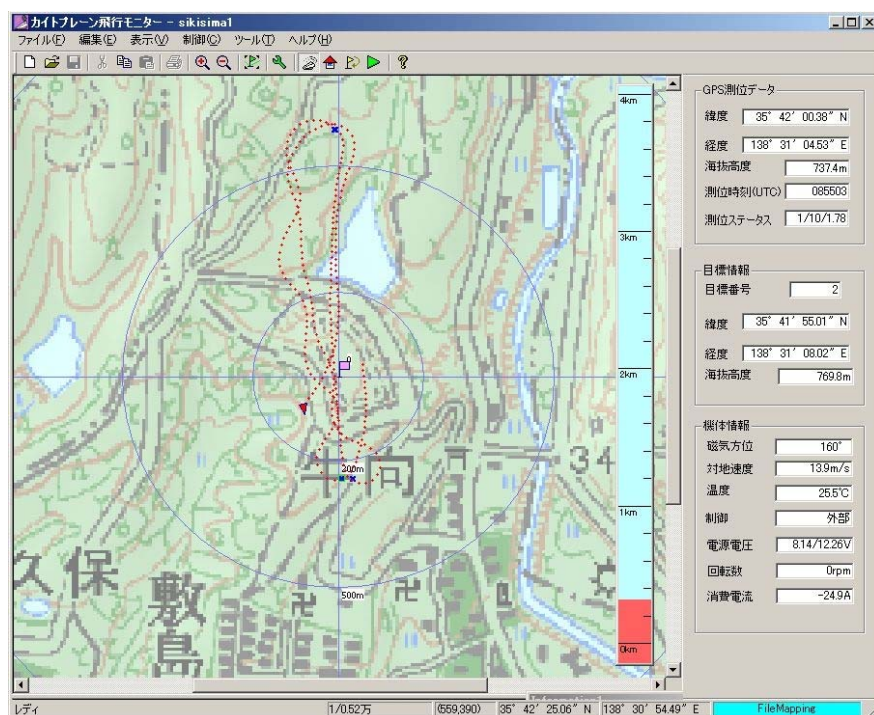 カイトプレーン飛行モニター - sikisima1
ファイル(F) 編集(E) 表示(V) 制御(C) ツール(T) ヘルプ(H)
4km
3km
2km
1km
0km
0
200m
500m
牛句
34
久保
敷島
GPS測位データ
緯度 35° 42′ 00.38″ N
経度 138° 31′ 04.53″ E
海抜高度 737.4m
測位時刻(UTC) 085503
測位ステータス 1/10/1.78
目標情報
目標番号 2
緯度 35° 41′ 55.01″ N
経度 138° 31′ 08.02″ E
海抜高度 769.8m
機体情報
磁気方位 160°
対地速度 13.9m/s
温度 25.5℃
制御 外部
電源電圧 8.14/12.26V
回転数 0rpm
消費電流 -24.9A
レディ 1/0.52万 (659,390) 35° 42′ 25.06″ N 138° 30′ 54.49″ E FileMapping